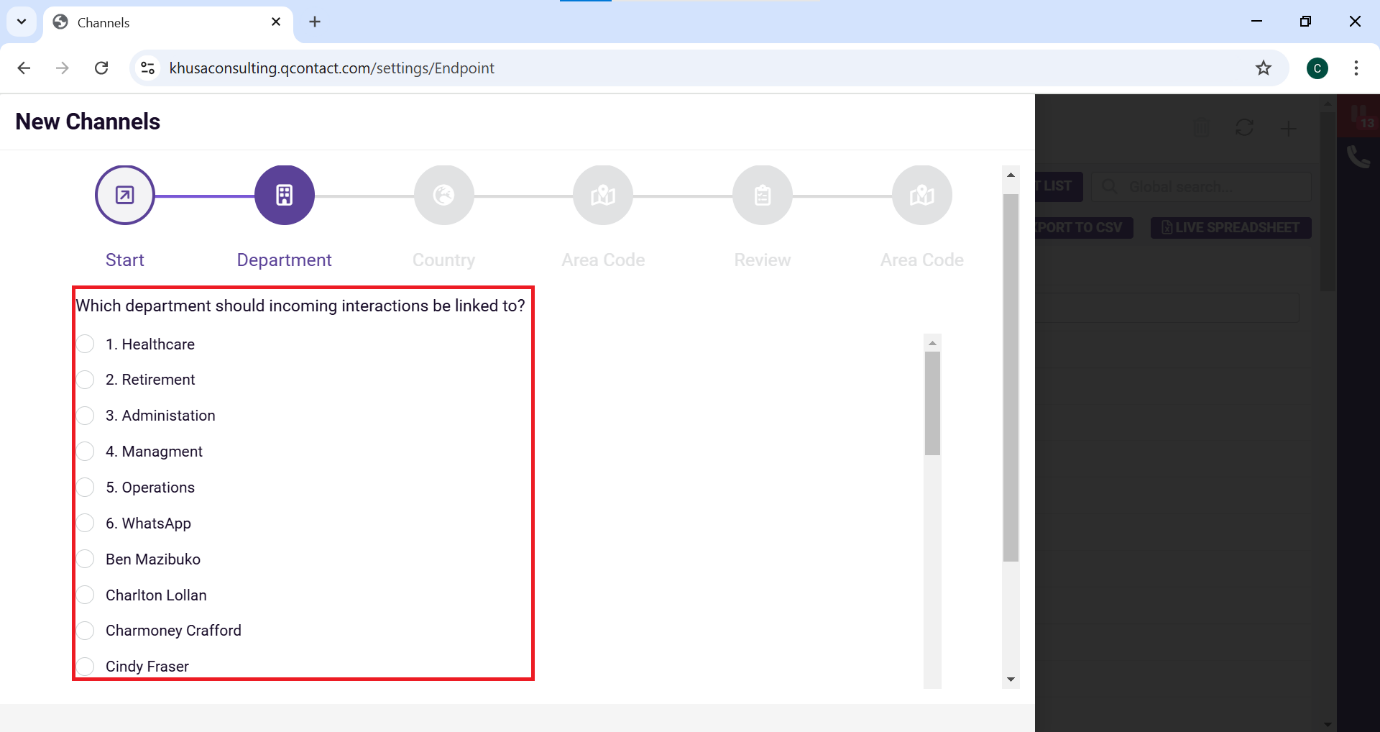 Channels
khusaconsulting.qcontact.com/settings/Endpoint
C
New Channels
13
T LIST
Global search...
PORT TO CSV
LIVE SPREADSHEET
Start
Department
Country
Area Code
Review
Area Code
Which department should incoming interactions be linked to?
1. Healthcare
2. Retirement
3. Administation
4. Managment
5. Operations
6. WhatsApp
Ben Mazibuko
Charlton Lollan
Charmoney Crafford
Cindy Fraser